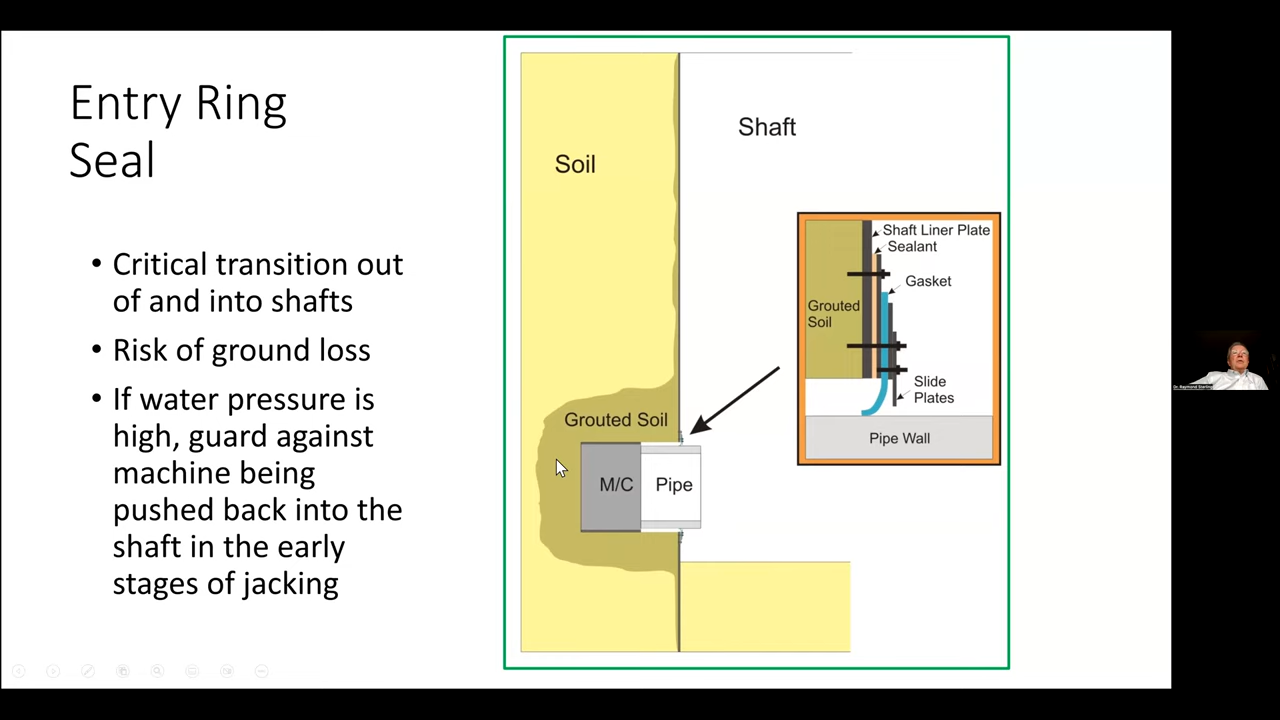 Entry Ring
Seal
• Critical transition out
of and into shafts
• Risk of ground loss
• If water pressure is
high, guard against
machine being
pushed back into the
shaft in the early
stages of jacking
Soil
Shaft
Grouted Soil
M/C
Pipe
Shaft Liner Plate
Sealant
Gasket
Grouted
Soil
Slide
Plates
Pipe Wall